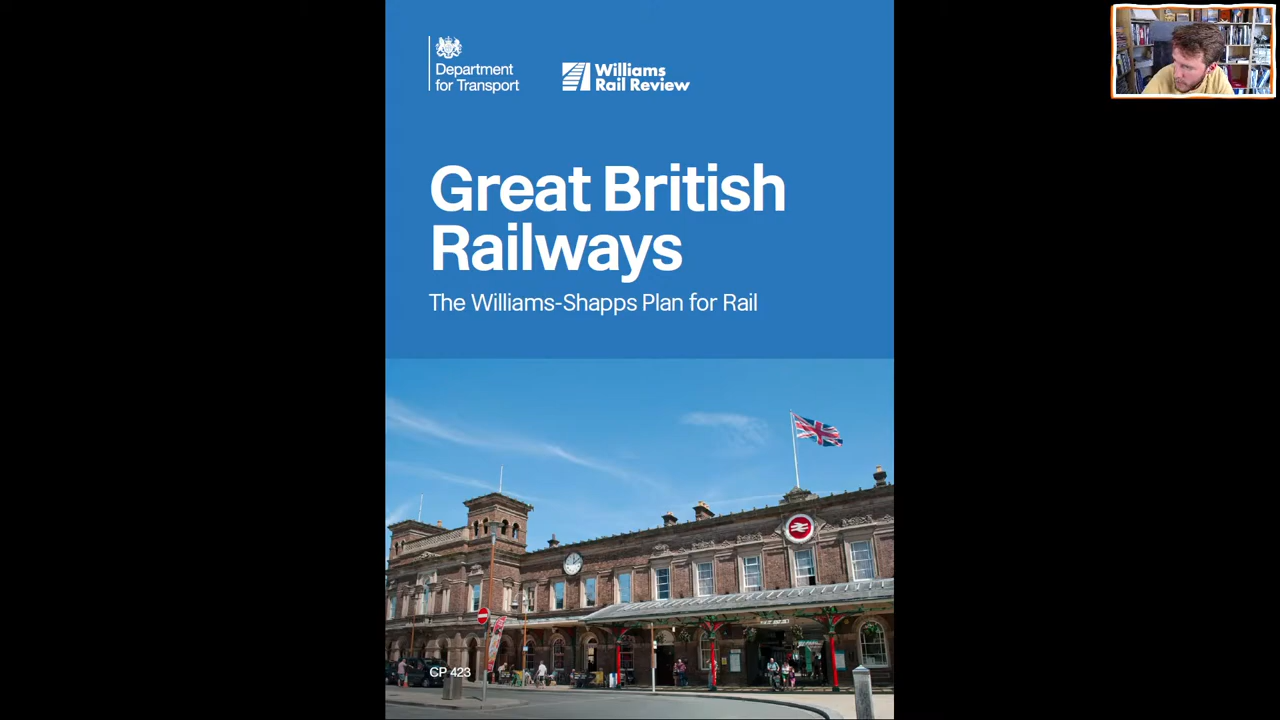 Department
for Transport
Williams
Rail Review
Great British
Railways
The Williams-Shapps Plan for Rail
CP 423